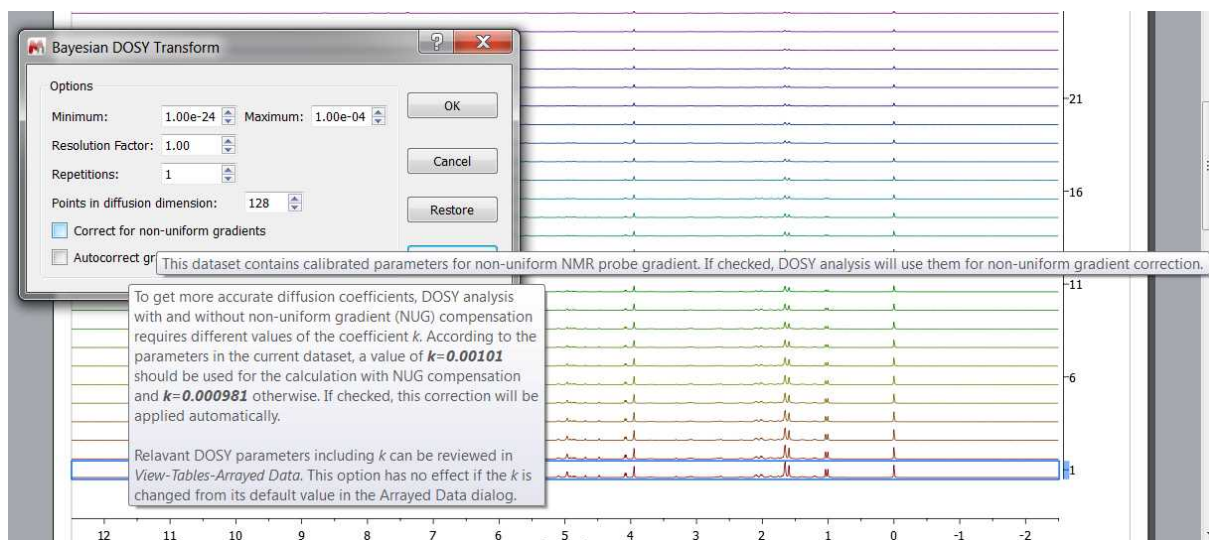 Bayesian DOSY Transform
Options
Minimum: 1.00e-24 Maximum: 1.00e-04
OK
Resolution Factor: 1.00
Cancel
Repetitions: 1
Points in diffusion dimension: 128
Restore
Correct for non-uniform gradients
Autocorrect gr
This dataset contains calibrated parameters for non-uniform NMR probe gradient. If checked, DOSY analysis will use them for non-uniform gradient correction.
To get more accurate diffusion coefficients, DOSY analysis
with and without non-uniform gradient (NUG) compensation
requires different values of the coefficient k. According to the
parameters in the current dataset, a value of k=0.00101
should be used for the calculation with NUG compensation
and k=0.000981 otherwise. If checked, this correction will be
applied automatically.
Relavant DOSY parameters including k can be reviewed in
View-Tables-Arrayed Data. This option has no effect if the k is
changed from its default value in the Arrayed Data dialog.
21
16
11
6
1
12 11 10 9 8 7 6 5 4 3 2 1 0 -1 -2